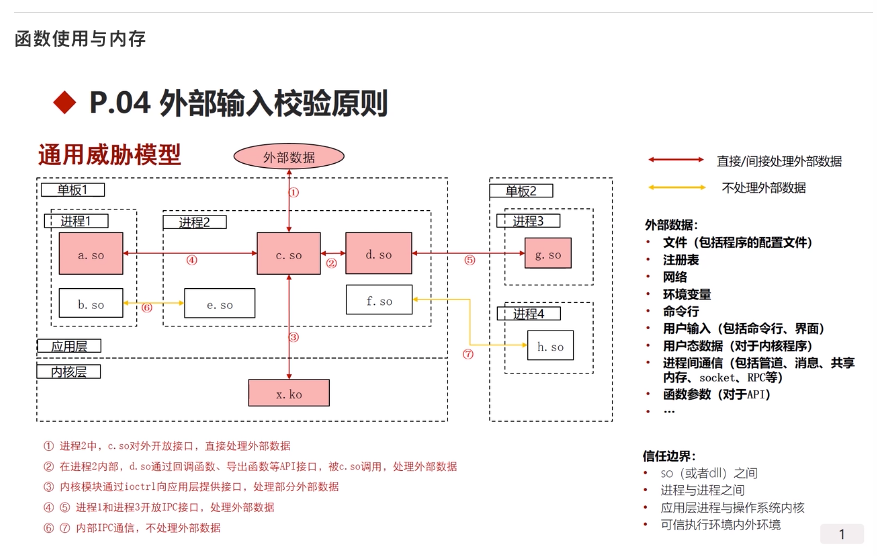 函数使用与内存
◆ P.04 外部输入校验原则
通用威胁模型
外部数据
直接/间接处理外部数据
不处理外部数据
①
单板1
单板2
进程1
进程2
进程3
a.so
④
c.so
②
d.so
⑤
g.so
b.so
⑥
e.so
f.so
进程4
h.so
⑦
③
应用层
内核层
x.ko
外部数据：
• 文件（包括程序的配置文件）
• 注册表
• 网络
• 环境变量
• 命令行
• 用户输入（包括命令行、界面）
• 用户态数据（对于内核程序）
• 进程间通信（包括管道、消息、共享
内存、socket、RPC等）
• 函数参数（对于API）
• …
① 进程2中，c.so对外开放接口，直接处理外部数据
② 在进程2内部，d.so通过回调函数、导出函数等API接口，被c.so调用，处理外部数据
③ 内核模块通过ioctrl向应用层提供接口，处理部分外部数据
④ ⑤ 进程1和进程3开放IPC接口，处理外部数据
⑥ ⑦ 内部IPC通信，不处理外部数据
信任边界：
• so（或者dll）之间
• 进程与进程之间
• 应用层进程与操作系统内核
• 可信执行环境内外环境
1